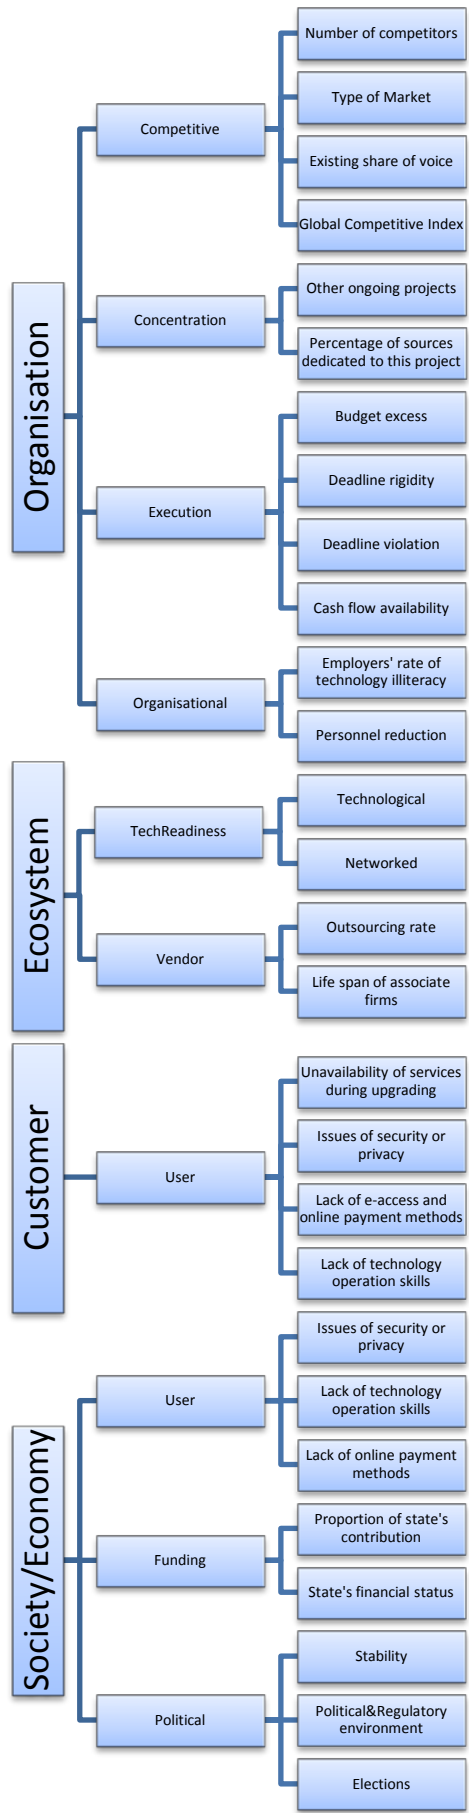 Organisation
Competitive
Number of competitors
Type of Market
Existing share of voice
Global Competitive Index
Concentration
Other ongoing projects
Percentage of sources
dedicated to this project
Execution
Budget excess
Deadline rigidity
Deadline violation
Cash flow availability
Organisational
Employers' rate of
technology illiteracy
Personnel reduction
Ecosystem
TechReadiness
Technological
Networked
Vendor
Outsourcing rate
Life span of associate
firms
Customer
User
Unavailability of services
during upgrading
Issues of security or
privacy
Lack of e-access and
online payment methods
Lack of technology
operation skills
Society/Economy
User
Issues of security or
privacy
Lack of technology
operation skills
Lack of online payment
methods
Funding
Proportion of state's
contribution
State's financial status
Political
Stability
Political&Regulatory
environment
Elections